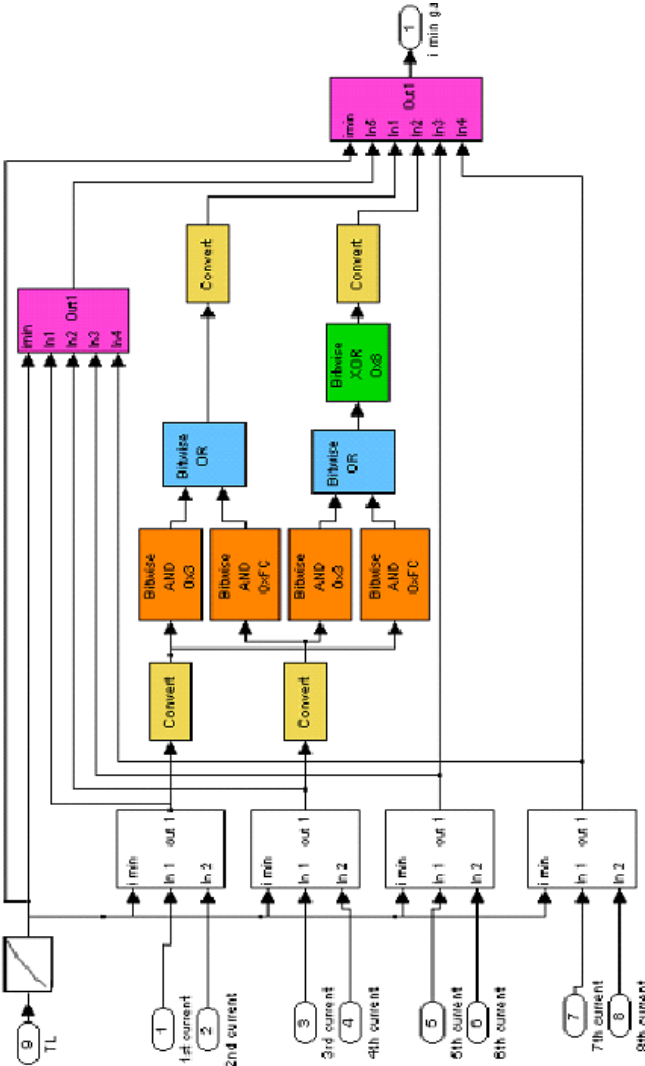 9
TL
1
1st current
2
2nd current
3
3rd current
4
4th current
5
5th current
6
6th current
7
7th current
8
current
i min
In 1
In 2
out 1
i min
In 1
In 2
out 1
i min
In 1
In 2
out 1
i min
In 1
In 2
out 1
Convert
Convert
Bitwise
AND
0x3
Bitwise
AND
0xFC
Bitwise
AND
0x3
Bitwise
AND
0xFC
Bitwise
OR
Bitwise
OR
Bitwise
XOR
0x8
Convert
Convert
imin
In1
In2
In3
In4
Out1
imin
In5
In1
In2
In3
In4
Out1
1
i min ga